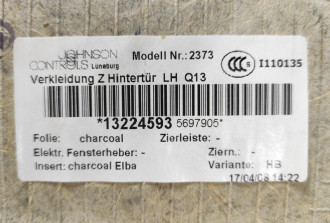 JOHNSON
CONTROLS Lüneburg
Modell Nr.: 2373
CCC S I110135
Verkleidung Z Hintertür LH Q13
*13224593 5697905*
Folie: charcoal Zierleiste: -
Elektr. Fensterheber: - Ziern.: -
Insert: charcoal Elba Variante: HB
17/04/08 14:22